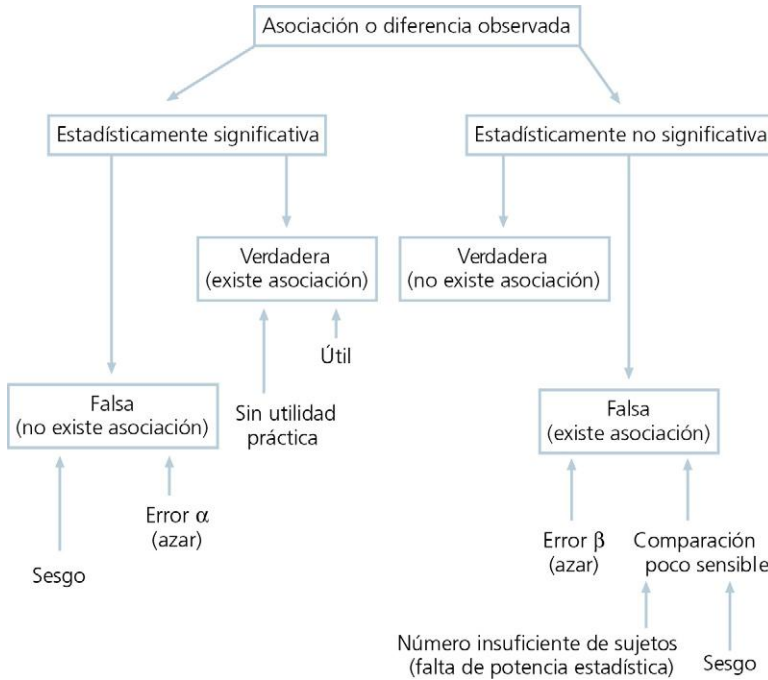 Asociación o diferencia observada
Estadísticamente significativa
Estadísticamente no significativa
Verdadera
(existe asociación)
Verdadera
(no existe asociación)
Útil
Sin utilidad
práctica
Falsa
(no existe asociación)
Falsa
(existe asociación)
Error α
(azar)
Sesgo
Error β
(azar)
Comparación
poco sensible
Número insuficiente de sujetos
(falta de potencia estadística)
Sesgo